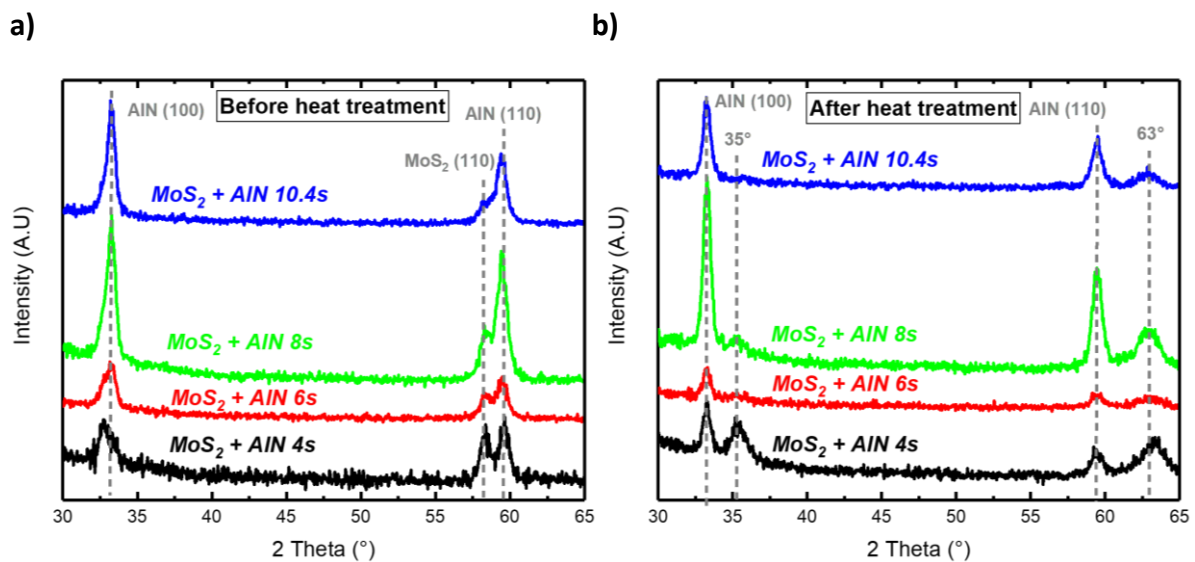 a)
AlN (100)
Before heat treatment
AlN (110)
MoS₂ (110)
MoS₂ + AlN 10.4s
MoS₂ + AlN 8s
MoS₂ + AlN 6s
MoS₂ + AlN 4s
Intensity (A.U)
30 35 40 45 50 55 60 65
2 Theta (°)
b)
AlN (100)
After heat treatment
AlN (110)
35°
63°
MoS₂ + AlN 10.4s
MoS₂ + AlN 8s
MoS₂ + AlN 6s
MoS₂ + AlN 4s
Intensity (A.U)
30 35 40 45 50 55 60 65
2 Theta (°)